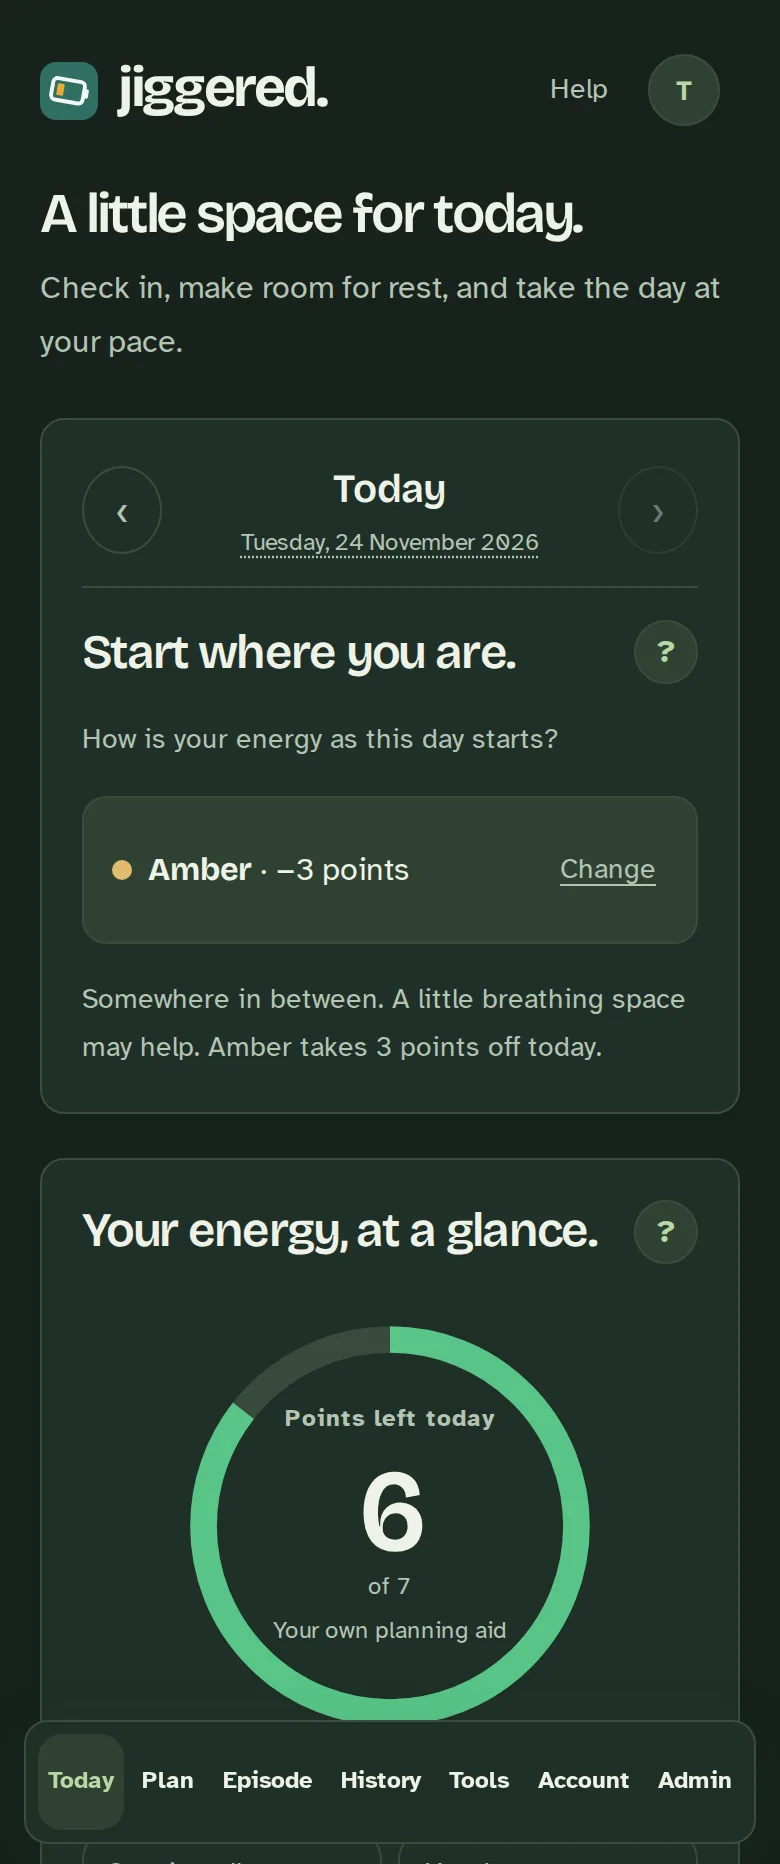 jiggered.
Help
T
A little space for today.
Check in, make room for rest, and take the day at
your pace.
‹
Today
›
Tuesday, 24 November 2026
Start where you are.
?
How is your energy as this day starts?
Amber · –3 points
Change
Somewhere in between. A little breathing space
may help. Amber takes 3 points off today.
Your energy, at a glance.
?
Points left today
6
of 7
Your own planning aid
Today Plan Episode History Tools Account Admin